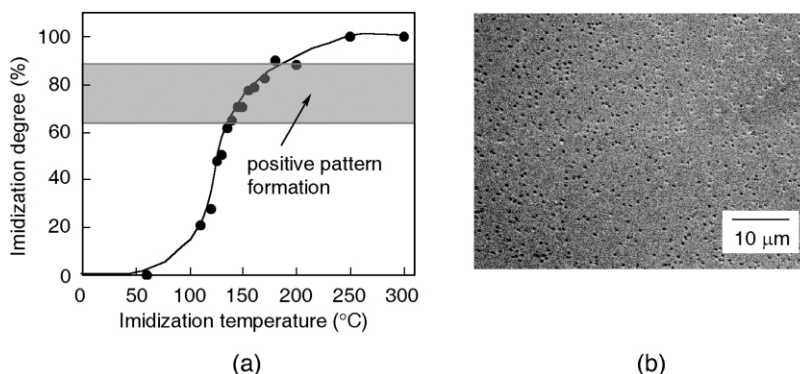 100
80
60
40
20
0
Imidization degree (%)
positive pattern
formation
0 50 100 150 200 250 300
Imidization temperature (°C)
(a)
10 μm
(b)